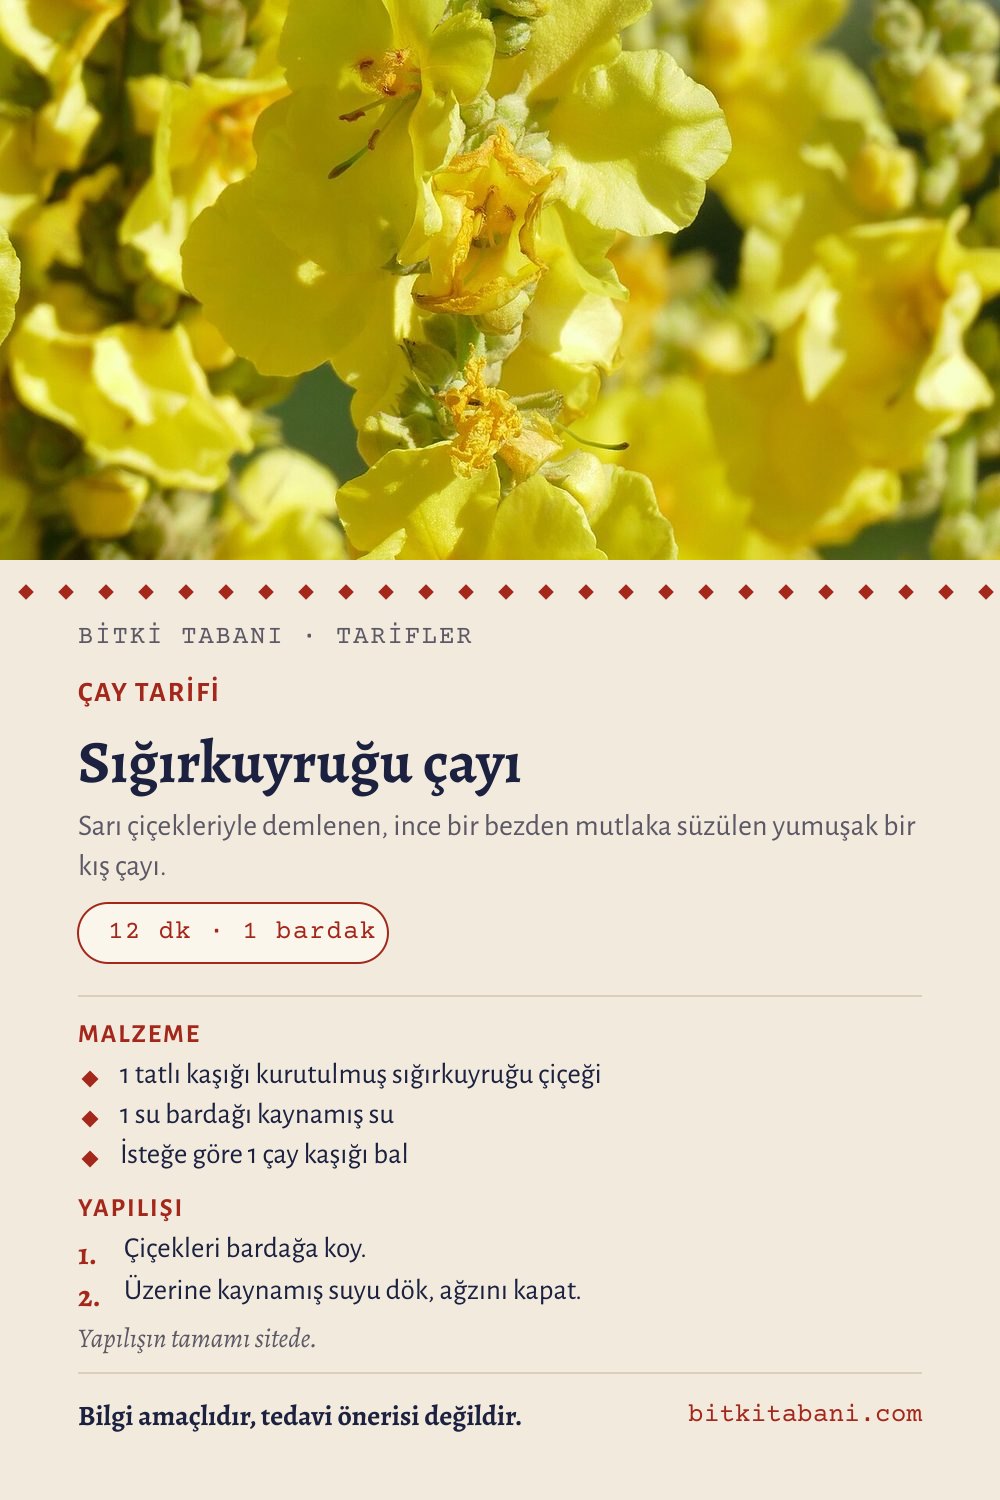 BİTKİ TABANI · TARİFLER
ÇAY TARİFİ
Sığırkuyruğu çayı
Sarı çiçekleriyle demlenen, ince bir bezden mutlaka süzülen yumuşak bir
kış çayı.
12 dk · 1 bardak
MALZEME
◆ 1 tatlı kaşığı kurutulmuş sığırkuyruğu çiçeği
◆ 1 su bardağı kaynamış su
◆ İsteğe göre 1 çay kaşığı bal
YAPILIŞI
1. Çiçekleri bardağa koy.
2. Üzerine kaynamış suyu dök, ağzını kapat.
Yapılışın tamamı sitede.
Bilgi amaçlıdır, tedavi önerisi değildir.
bitkitabani.com